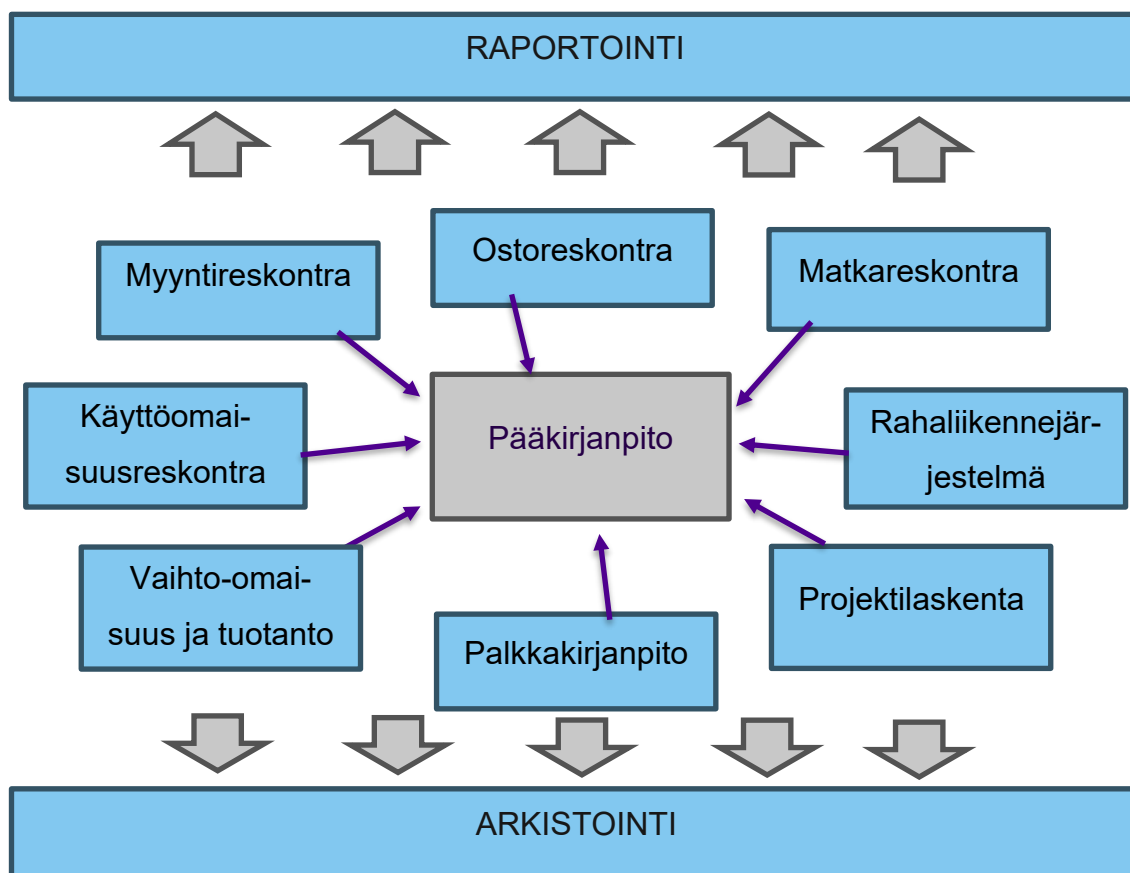 RAPORTOINTI
Myyntireskontra
Ostoreskontra
Matkareskontra
Käyttöomai-
suusreskontra
Pääkirjanpito
Rahaliikennejär-
jestelmä
Vaihto-omai-
suus ja tuotanto
Palkkakirjanpito
Projektilaskenta
ARKISTOINTI